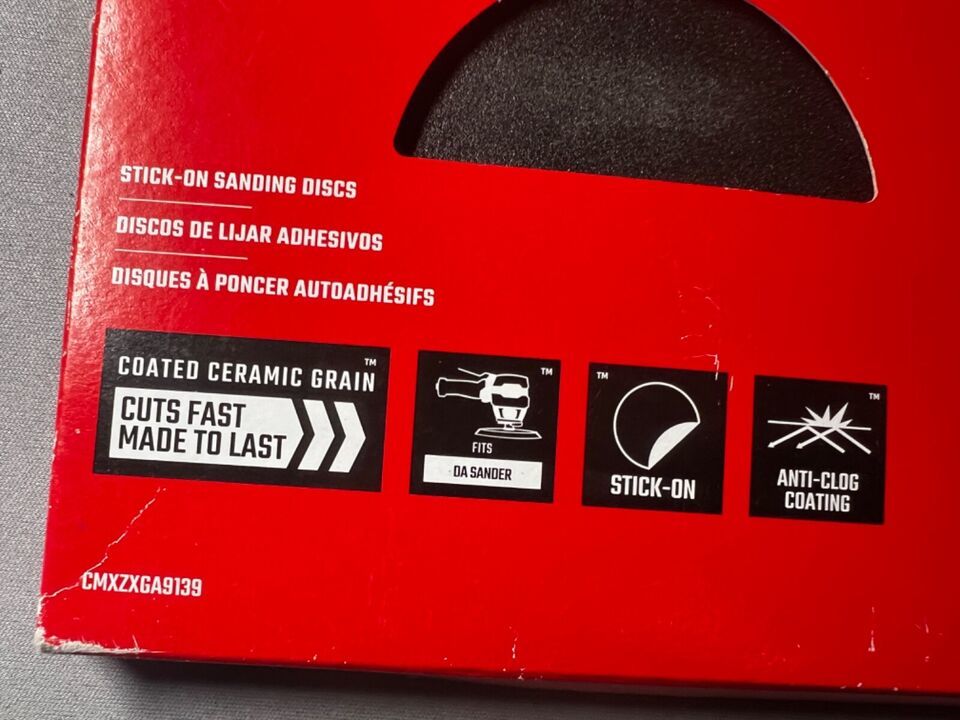 STICK-ON SANDING DISCS
DISCOS DE LIJAR ADHESIVOS
DISQUES À PONCER AUTOADHÉSIFS
COATED CERAMIC GRAIN™
CUTS FAST
MADE TO LAST
™
FITS
DA SANDER
™
STICK-ON
™
ANTI-CLOG
COATING
CMXZXGA9139